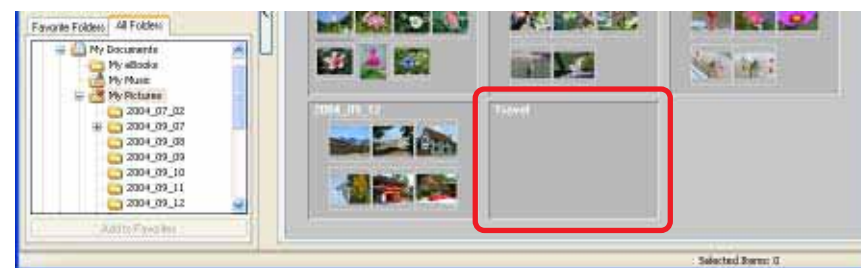 Favorite Folders All Folders
My Documents
My eBooks
My Music
My Pictures
2004_07_02
2004_09_07
2004_09_08
2004_09_09
2004_09_10
2004_09_11
2004_09_12
Add to Favorites
2004_09_12
Travel
Selected Items: 0